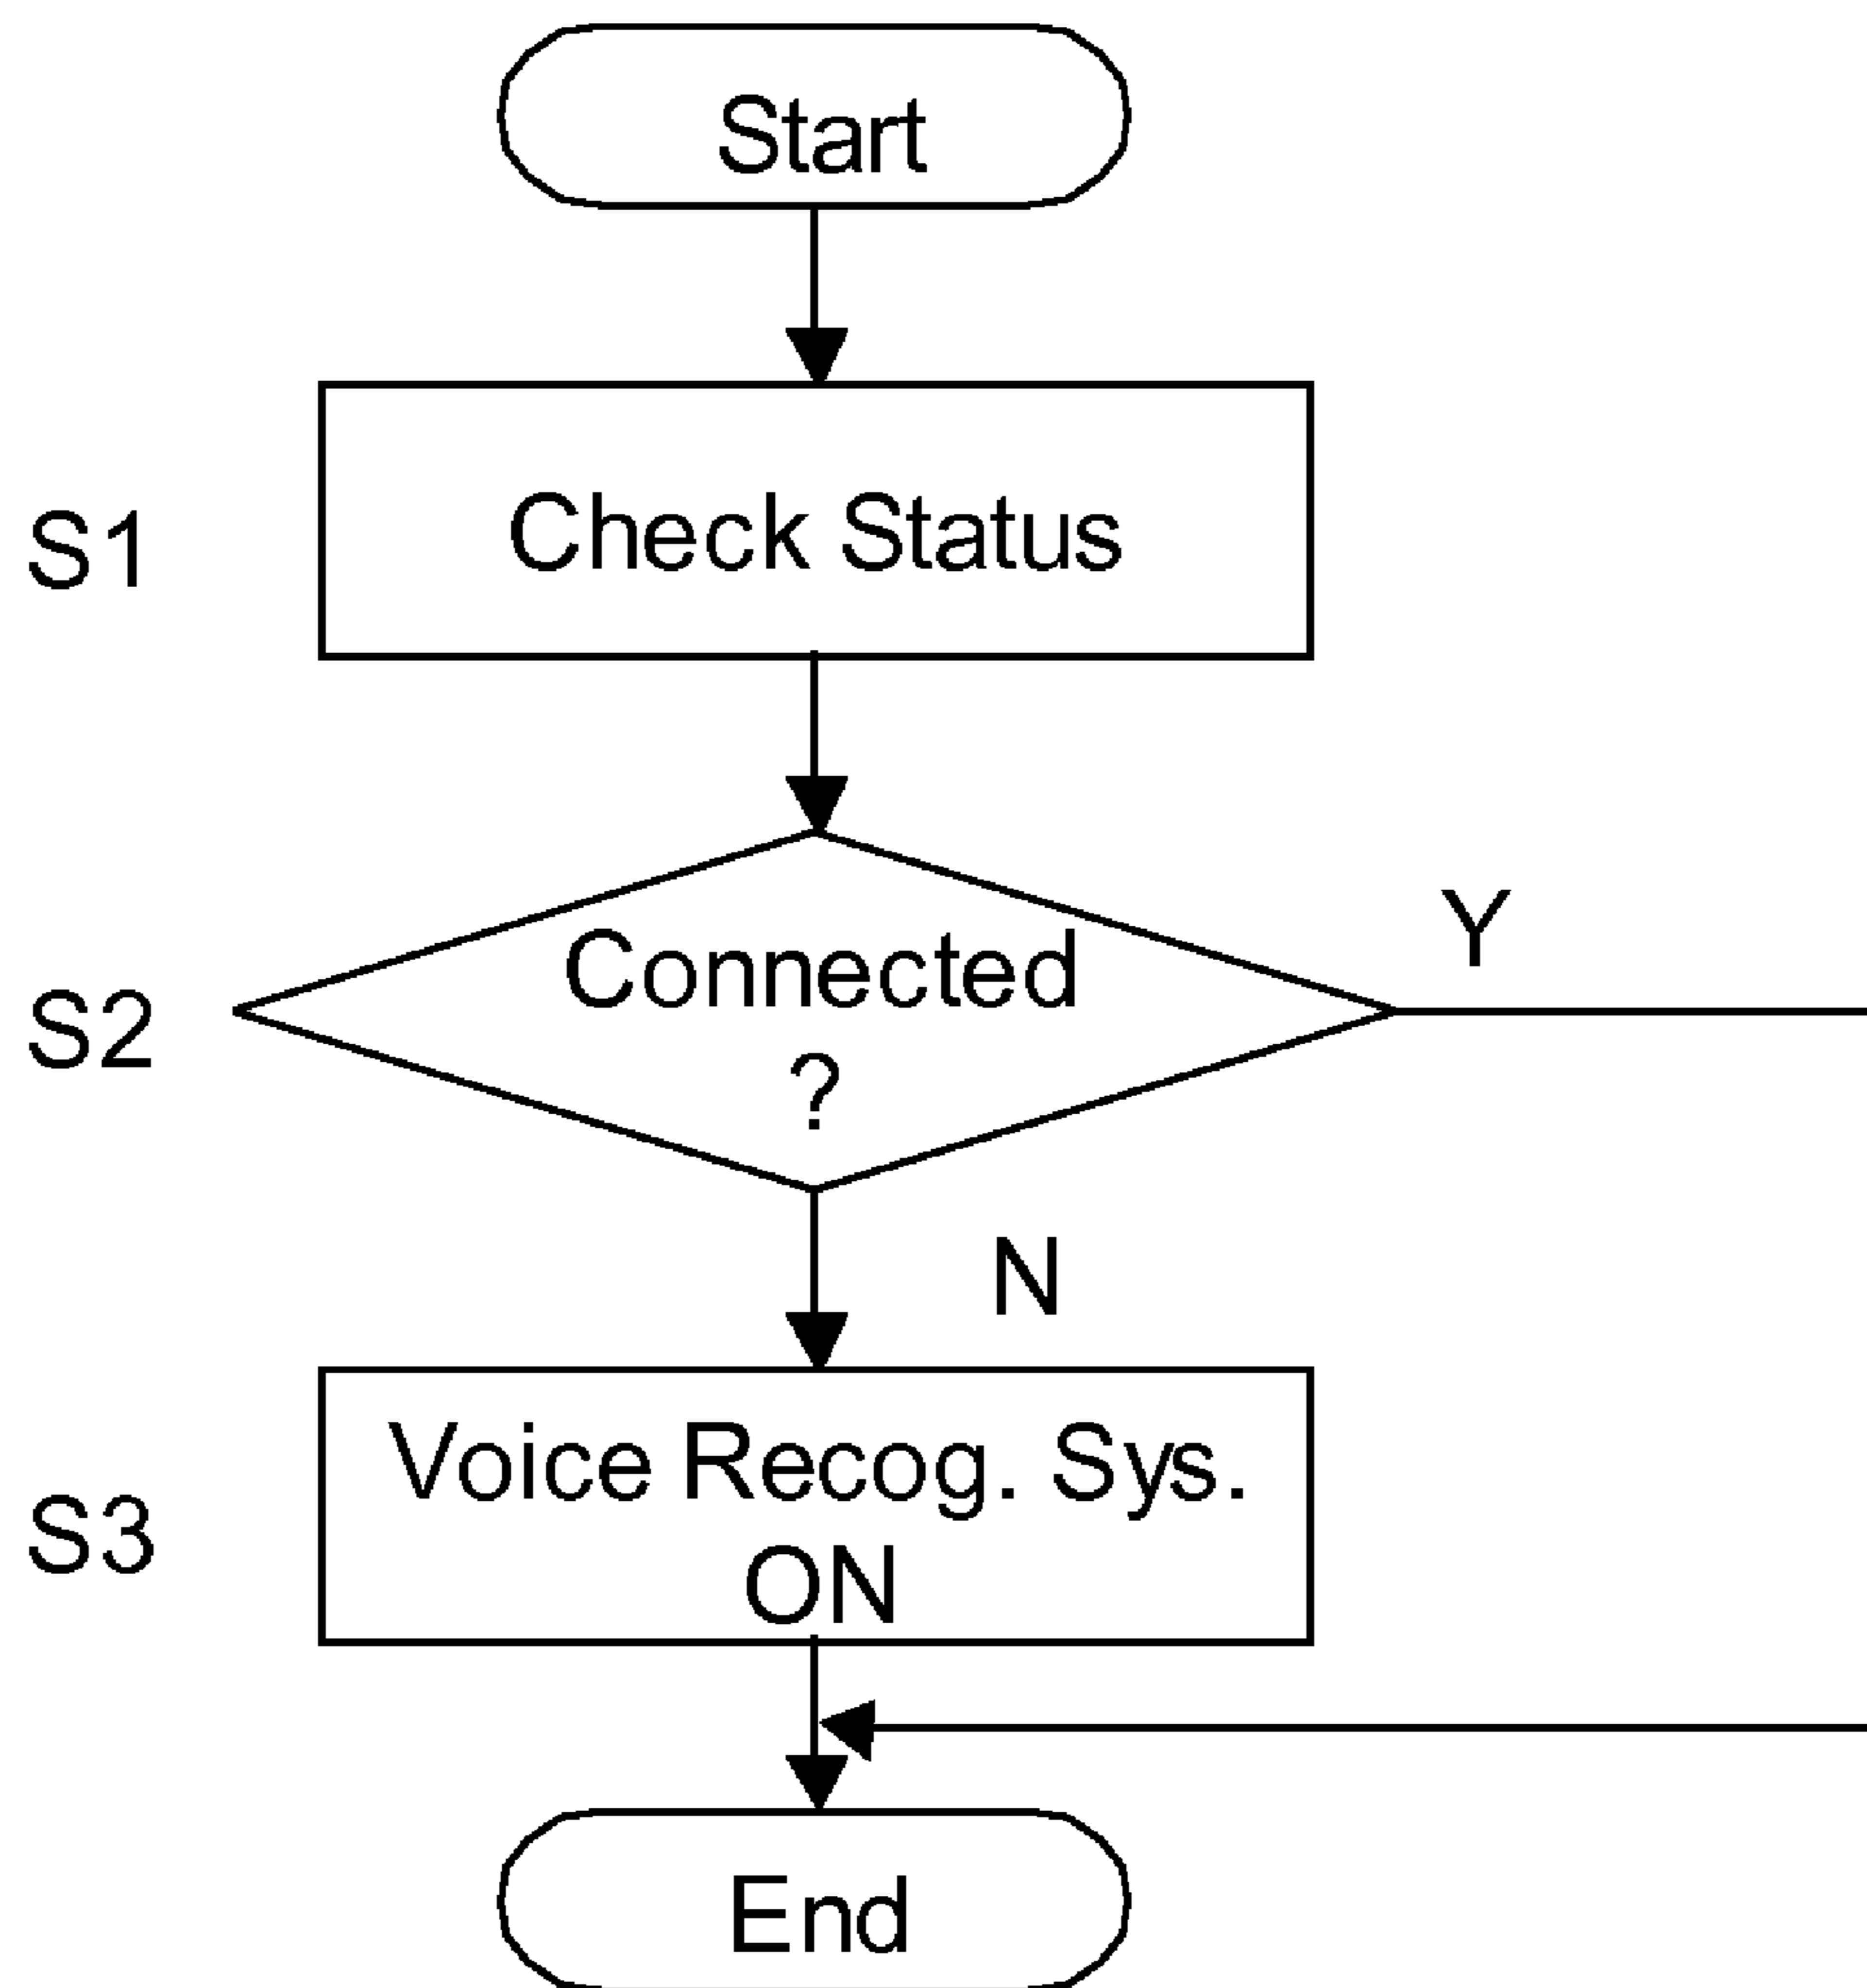 Start
S1
Check Status
S2
Connected
?
Y
N
S3
Voice Recog. Sys.
ON
End